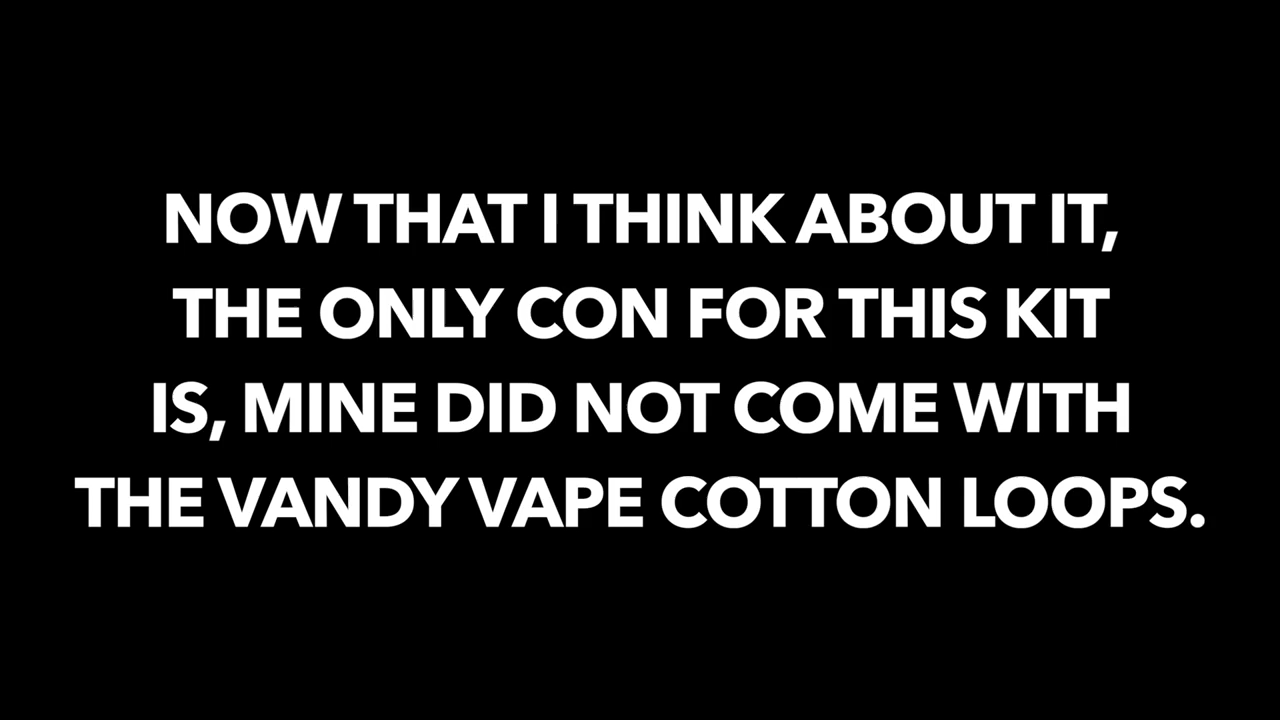 NOW THAT I THINK ABOUT IT,
THE ONLY CON FOR THIS KIT
IS, MINE DID NOT COME WITH
THE VANDY VAPE COTTON LOOPS.